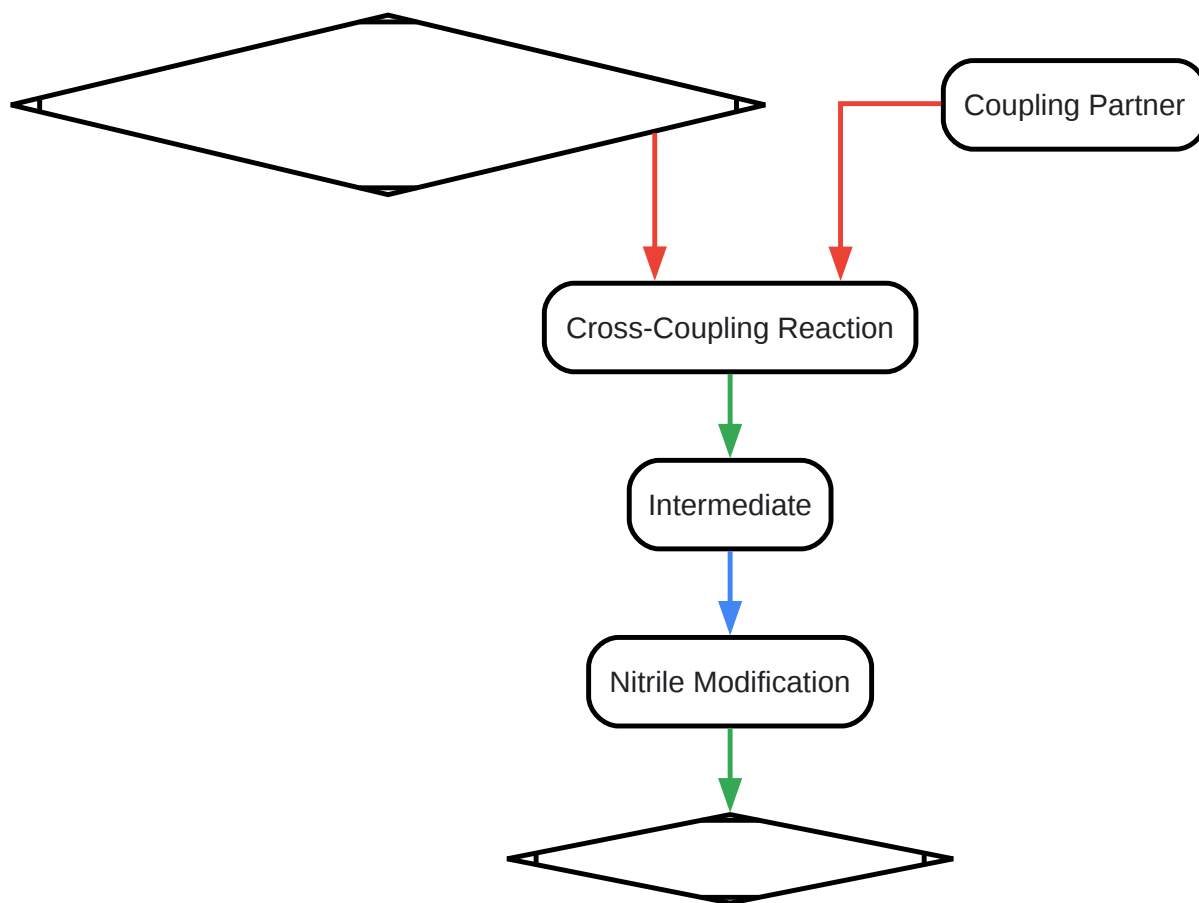 Coupling Partner
Cross-Coupling Reaction
Intermediate
Nitrile Modification